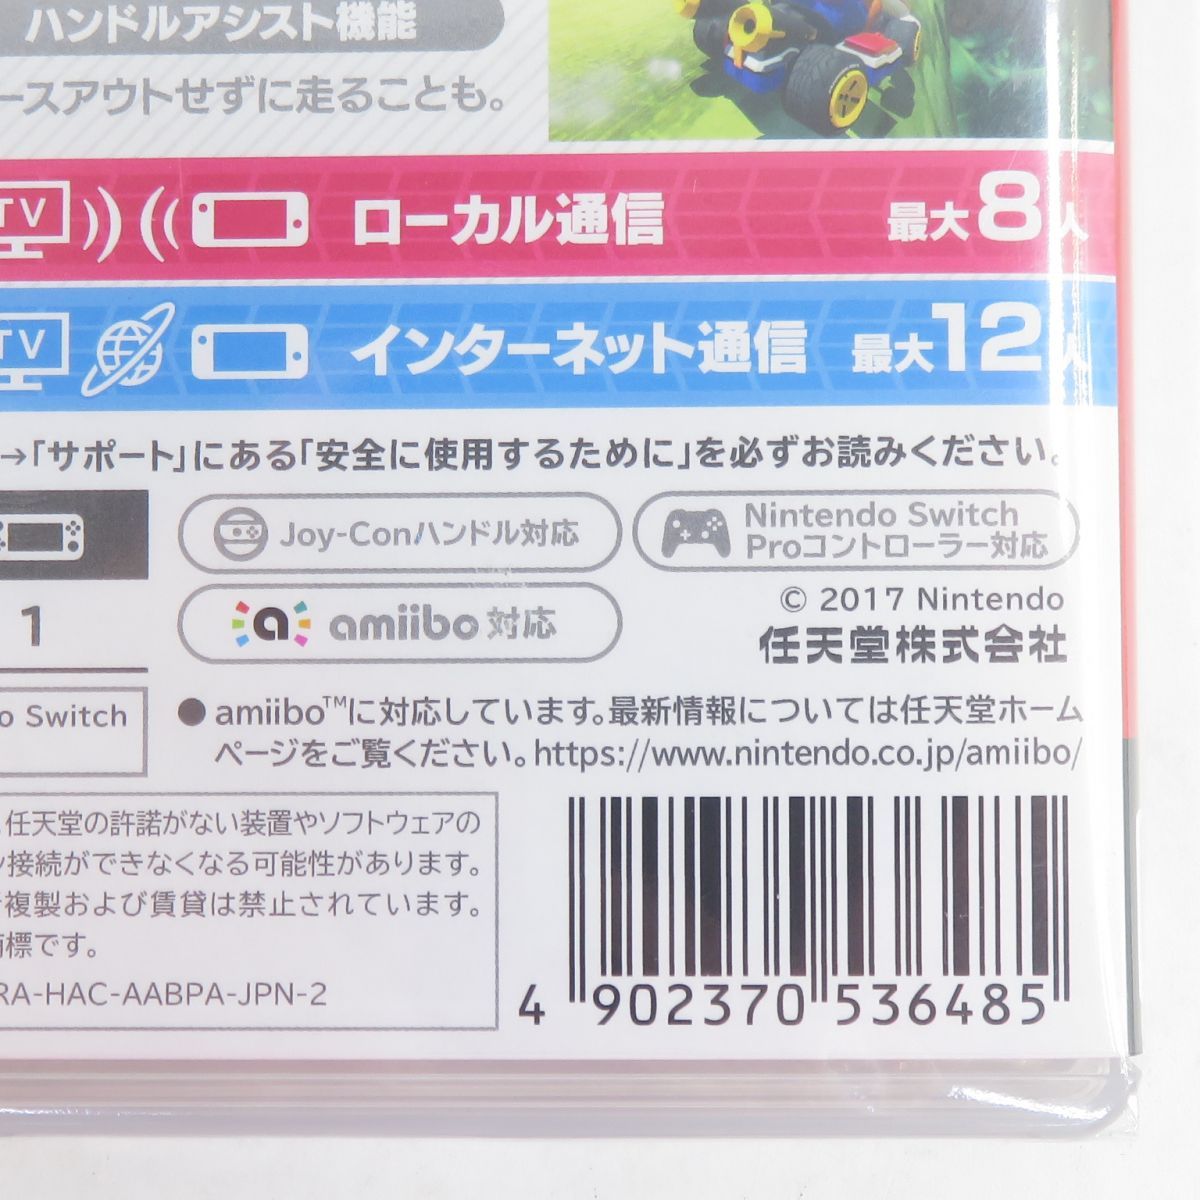 ハンドルアシスト機能
ースアウトせずに走ることも。
TV ローカル通信 最大8人
TV インターネット通信 最大12人
→「サポート」にある「安全に使用するために」を必ずお読みください。
Joy-Conハンドル対応
Nintendo Switch
Proコントローラー対応
1
a amiibo対応
© 2017 Nintendo
任天堂株式会社
o Switch
●amiibo™に対応しています。最新情報については任天堂ホーム
ページをご覧ください。https://www.nintendo.co.jp/amiibo/
任天堂の許諾がない装置やソフトウェアの
接続ができなくなる可能性があります。
複製および賃貸は禁止されています。
商標です。
RA-HAC-AABPA-JPN-2
4 902370 536485